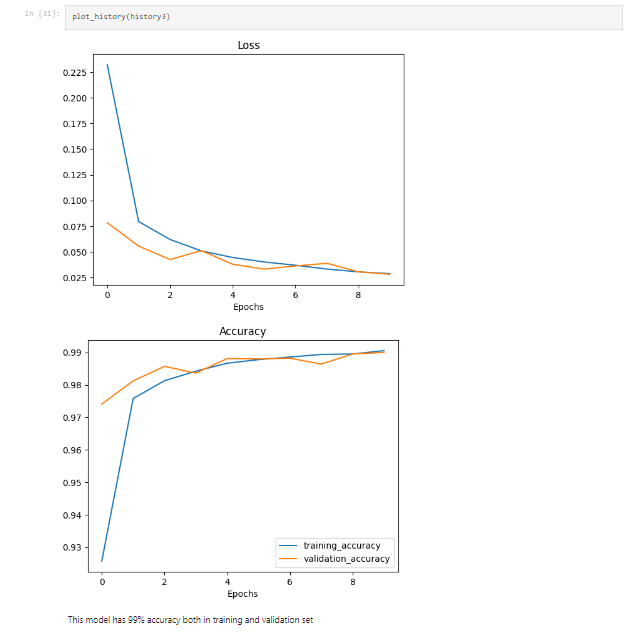 In [31]: plot_history(history3)
Loss
0.225
0.200
0.175
0.150
0.125
0.100
0.075
0.050
0.025
0 2 4 6 8
Epochs
Accuracy
0.99
0.98
0.97
0.96
0.95
0.94
0.93
training_accuracy
validation_accuracy
0 2 4 6 8
Epochs
This model has 99% accuracy both in training and validation set